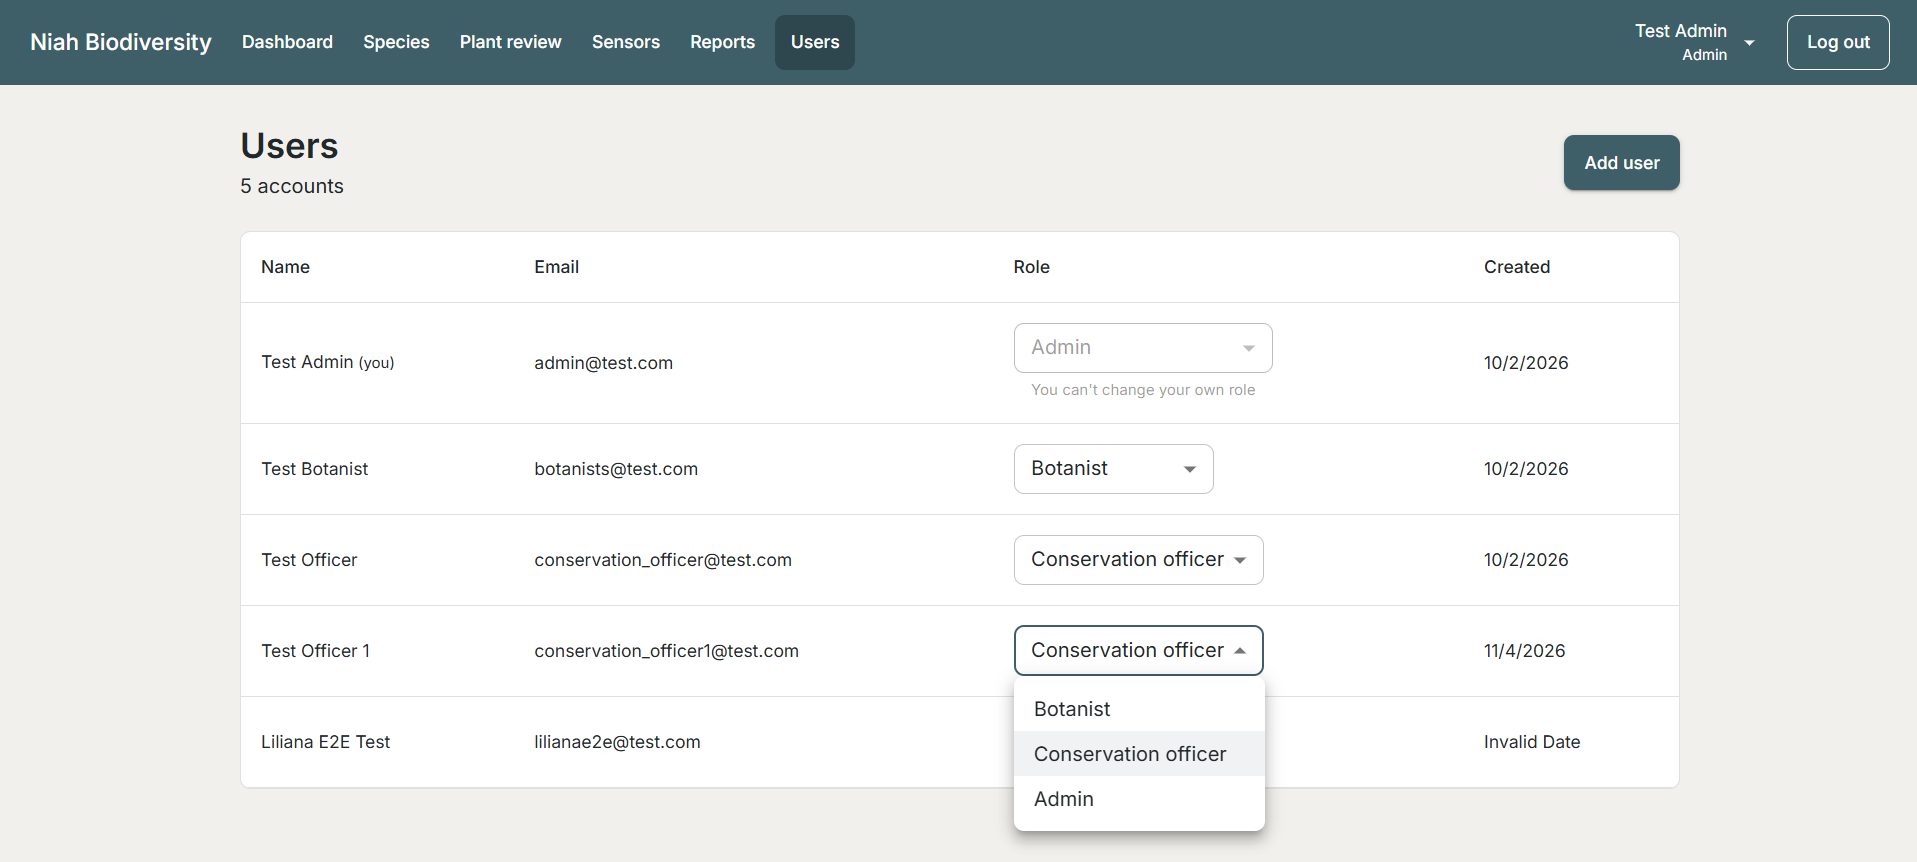 Niah Biodiversity
Dashboard
Species
Plant review
Sensors
Reports
Users
Test Admin
Admin
Log out
Users
5 accounts
Add user
Name
Email
Role
Created
Test Admin (you)
admin@test.com
Admin
You can't change your own role
10/2/2026
Test Botanist
botanists@test.com
Botanist
10/2/2026
Test Officer
conservation_officer@test.com
Conservation officer
10/2/2026
Test Officer 1
conservation_officer1@test.com
Conservation officer
11/4/2026
Botanist
Conservation officer
Admin
Liliana E2E Test
lilianae2e@test.com
Invalid Date